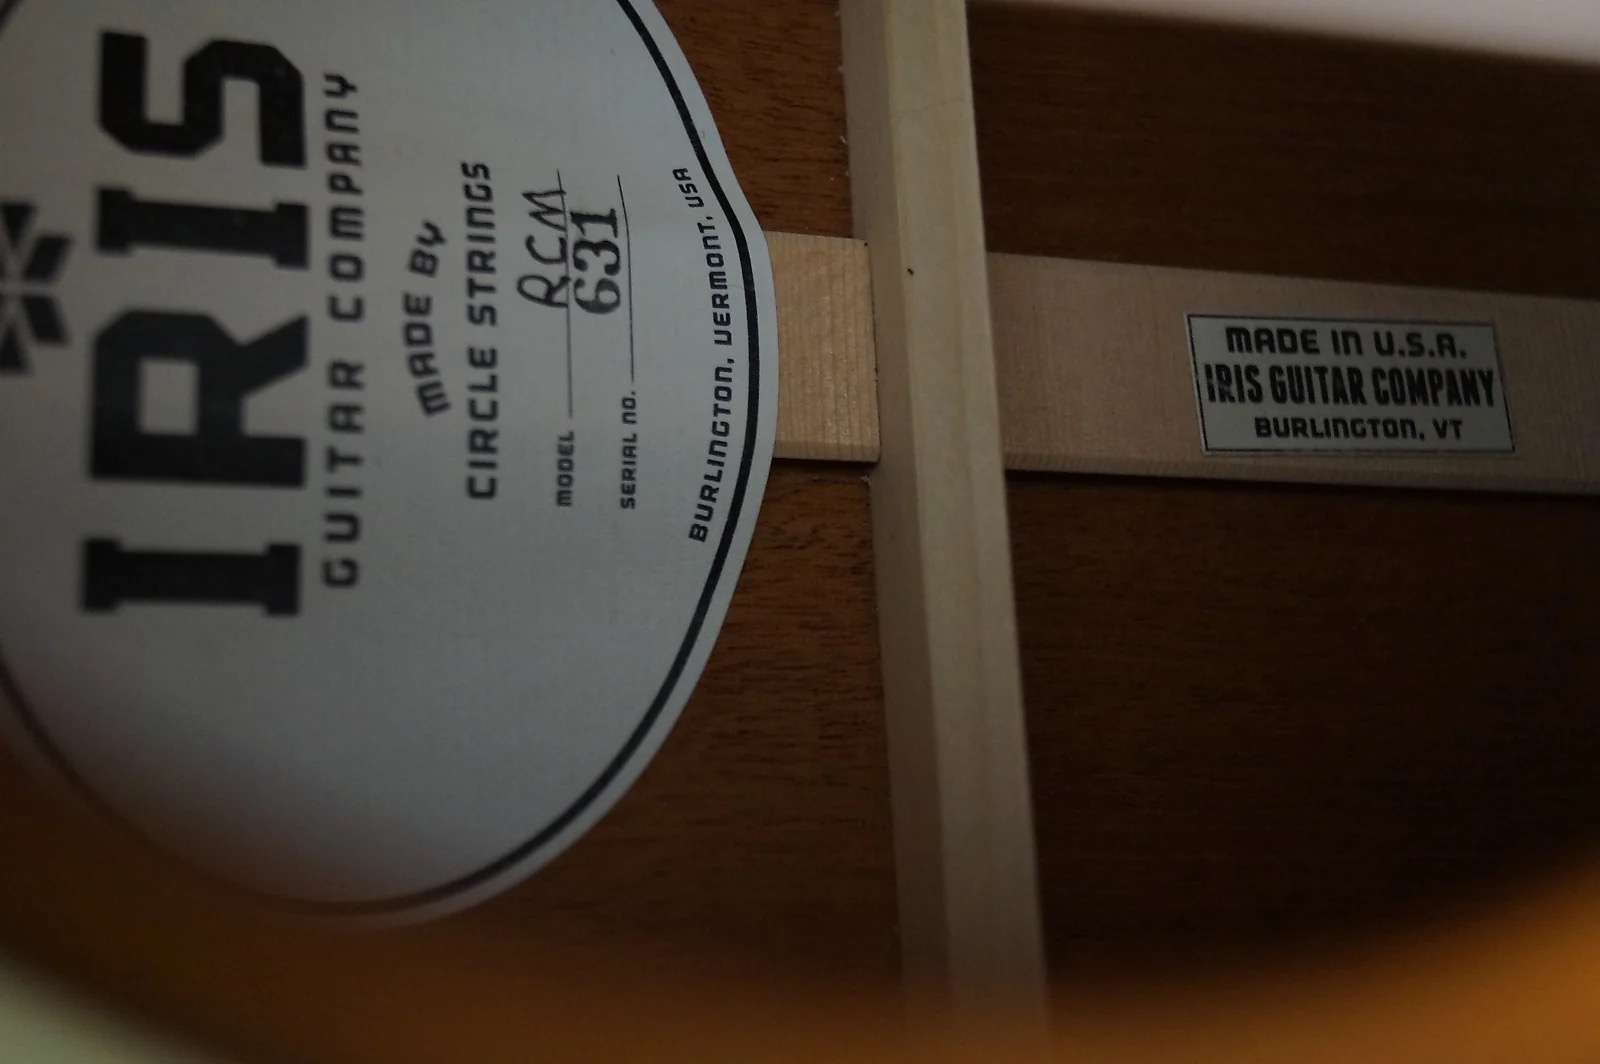 IRIS
GUITAR COMPANY
MADE BY
CIRCLE STRINGS
MODEL RCM
SERIAL NO. 631
BURLINGTON, VERMONT, USA
MADE IN U.S.A.
IRIS GUITAR COMPANY
BURLINGTON, VT